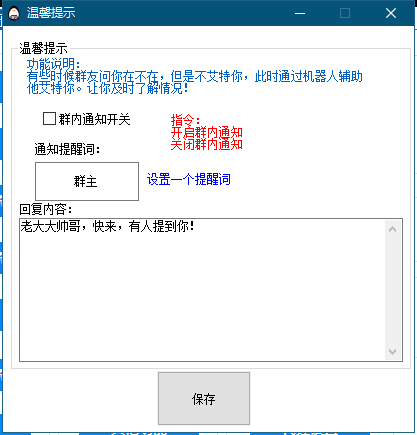 温馨提示
温馨提示
功能说明:
有些时候群友问你在不在，但是不艾特你，此时通过机器人辅助
他艾特你。让你及时了解情况!
群内通知开关
指令:
开启群内通知
关闭群内通知
通知提醒词:
群主
设置一个提醒词
回复内容:
老大大帅哥，快来，有人提到你!
保存